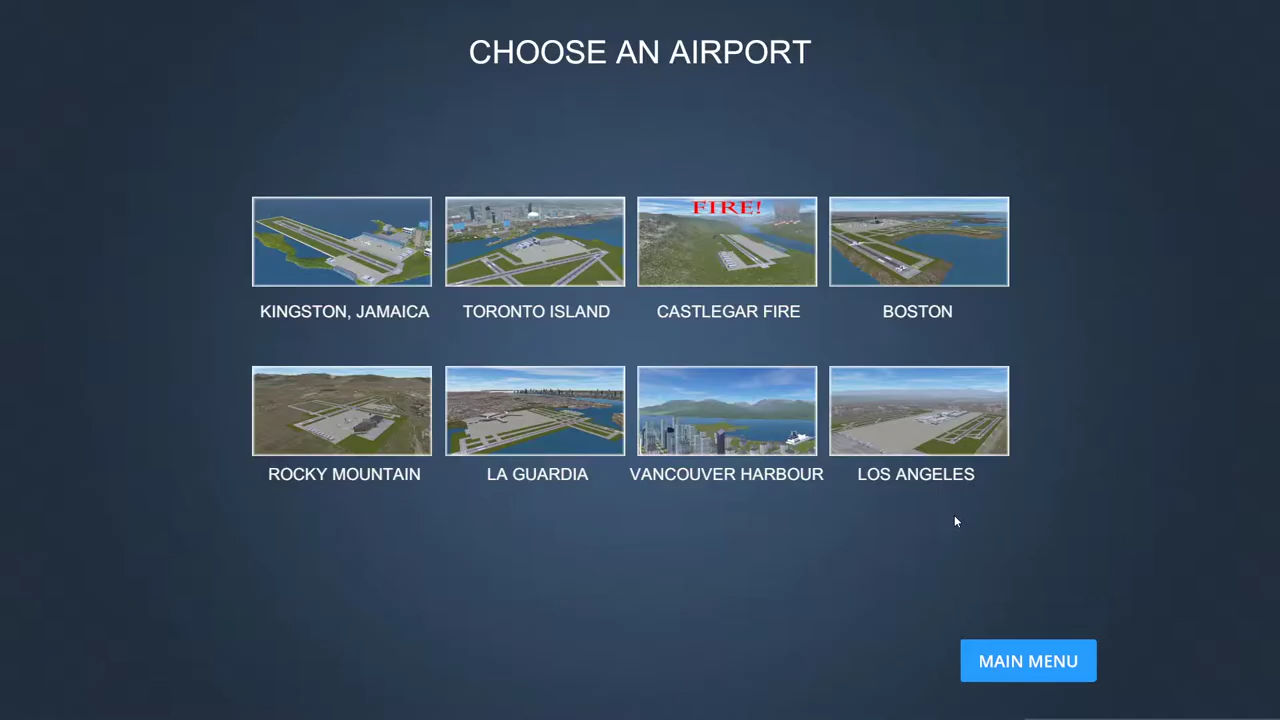 CHOOSE AN AIRPORT
FIRE!
KINGSTON, JAMAICA
TORONTO ISLAND
CASTLEGAR FIRE
BOSTON
ROCKY MOUNTAIN
LA GUARDIA
VANCOUVER HARBOUR
LOS ANGELES
MAIN MENU